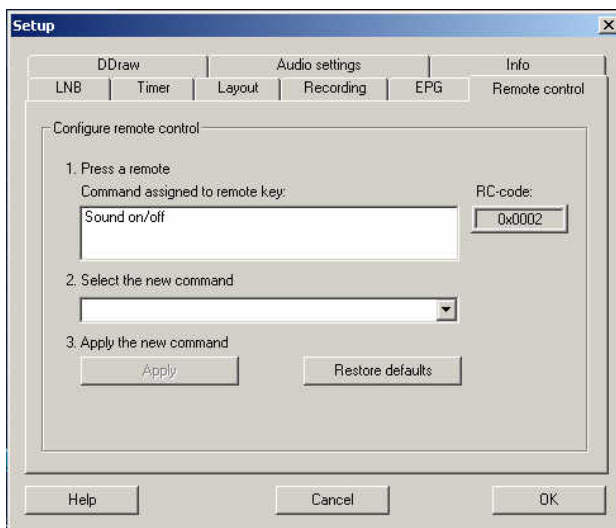 Setup
DDraw Audio settings Info
LNB Timer Layout Recording EPG Remote control
Configure remote control
1. Press a remote
Command assigned to remote key: RC-code:
Sound on/off 0x0002
2. Select the new command
3. Apply the new command
Apply Restore defaults
Help Cancel OK